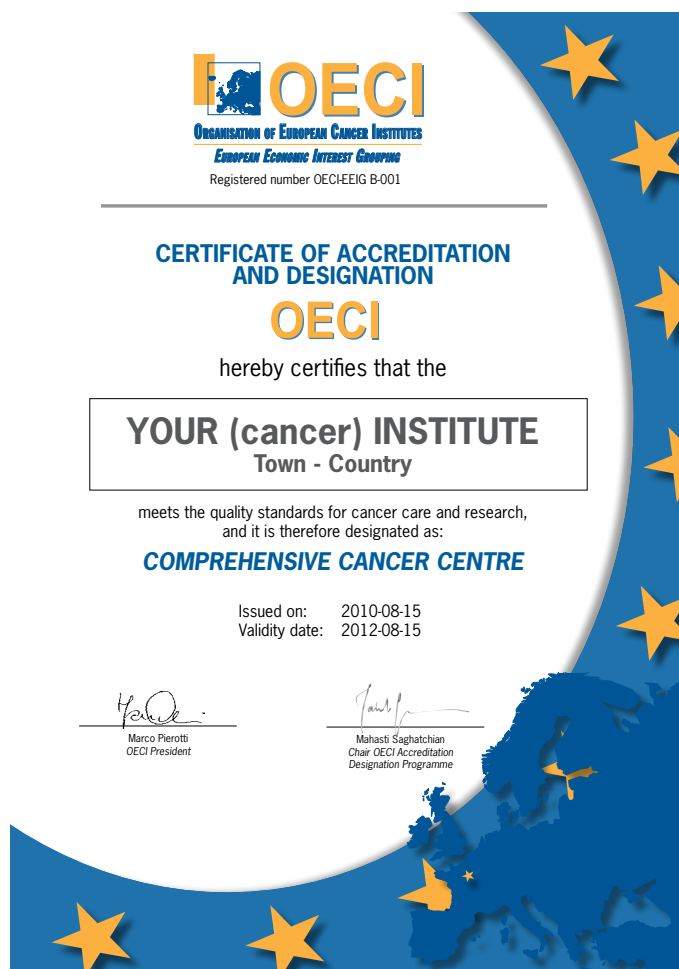 OECI
ORGANISATION OF EUROPEAN CANCER INSTITUTES
EUROPEAN ECONOMIC INTEREST GROUPING
Registered number OECI-EEIG B-001
CERTIFICATE OF ACCREDITATION
AND DESIGNATION
OECI
hereby certifies that the
YOUR (cancer) INSTITUTE
Town - Country
meets the quality standards for cancer care and research,
and it is therefore designated as:
COMPREHENSIVE CANCER CENTRE
Issued on: 2010-08-15
Validity date: 2012-08-15
Marco Pierotti
OECI President
Mahasti Saghatchian
Chair OECI Accreditation
Designation Programme